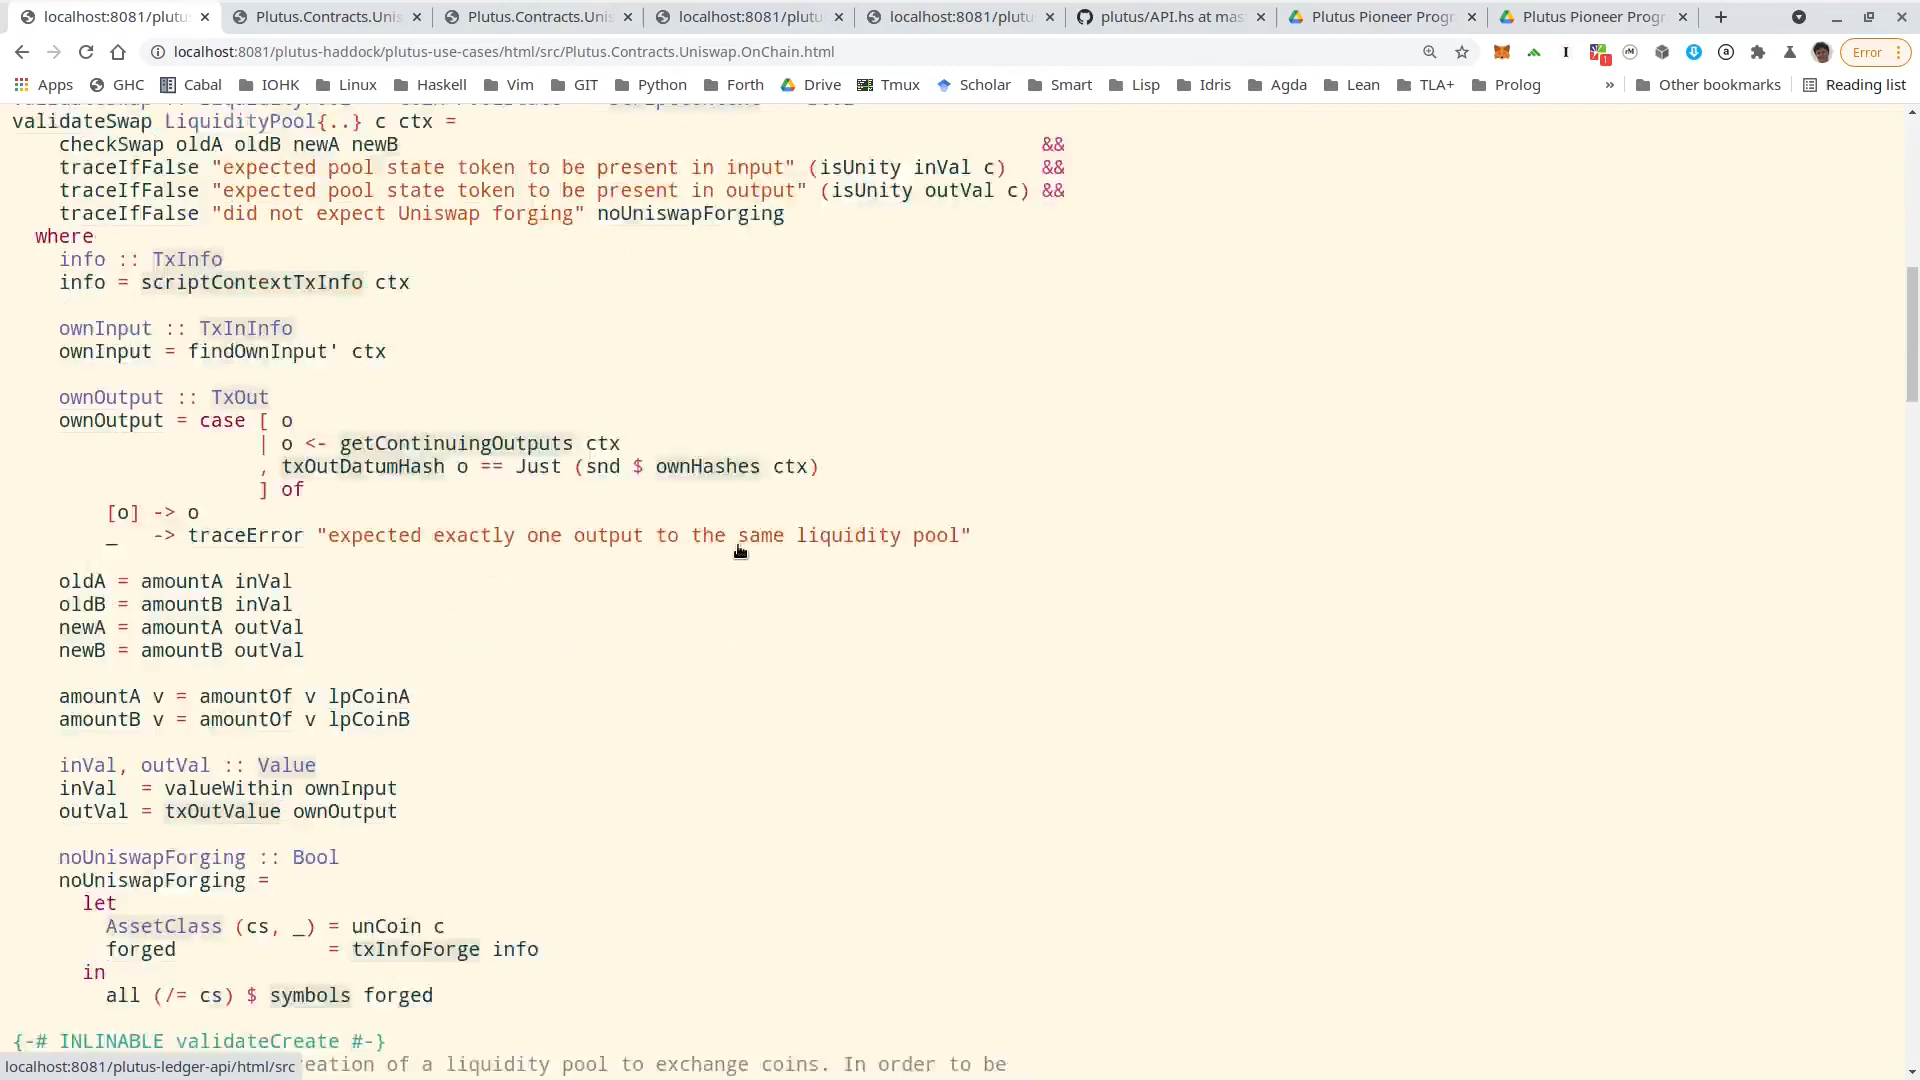 localhost:8081/plutu
Plutus.Contracts.Unis
Plutus.Contracts.Unis
localhost:8081/plutu
localhost:8081/plutu
plutus/API.hs at mas
Plutus Pioneer Progr
Plutus Pioneer Progr
localhost:8081/plutus-haddock/plutus-use-cases/html/src/Plutus.Contracts.Uniswap.OnChain.html
Error
Apps GHC Cabal IOHK Linux Haskell Vim GIT Python Forth Drive Tmux Scholar Smart Lisp Idris Agda Lean TLA+ Prolog » Other bookmarks Reading list
validateSwap LiquidityPool{..} c ctx =
checkSwap oldA oldB newA newB &&
traceIfFalse "expected pool state token to be present in input" (isUnity inVal c) &&
traceIfFalse "expected pool state token to be present in output" (isUnity outVal c) &&
traceIfFalse "did not expect Uniswap forging" noUniswapForging
where
info :: TxInfo
info = scriptContextTxInfo ctx
ownInput :: TxInInfo
ownInput = findOwnInput' ctx
ownOutput :: TxOut
ownOutput = case [ o
| o <- getContinuingOutputs ctx
, txOutDatumHash o == Just (snd $ ownHashes ctx)
] of
[o] -> o
_ -> traceError "expected exactly one output to the same liquidity pool"
oldA = amountA inVal
oldB = amountB inVal
newA = amountA outVal
newB = amountB outVal
amountA v = amountOf v lpCoinA
amountB v = amountOf v lpCoinB
inVal, outVal :: Value
inVal = valueWithin ownInput
outVal = txOutValue ownOutput
noUniswapForging :: Bool
noUniswapForging =
let
AssetClass (cs, _) = unCoin c
forged = txInfoForge info
in
all (/= cs) $ symbols forged
{-# INLINABLE validateCreate #-}
localhost:8081/plutus-ledger-api/html/src
eation of a liquidity pool to exchange coins. In order to be